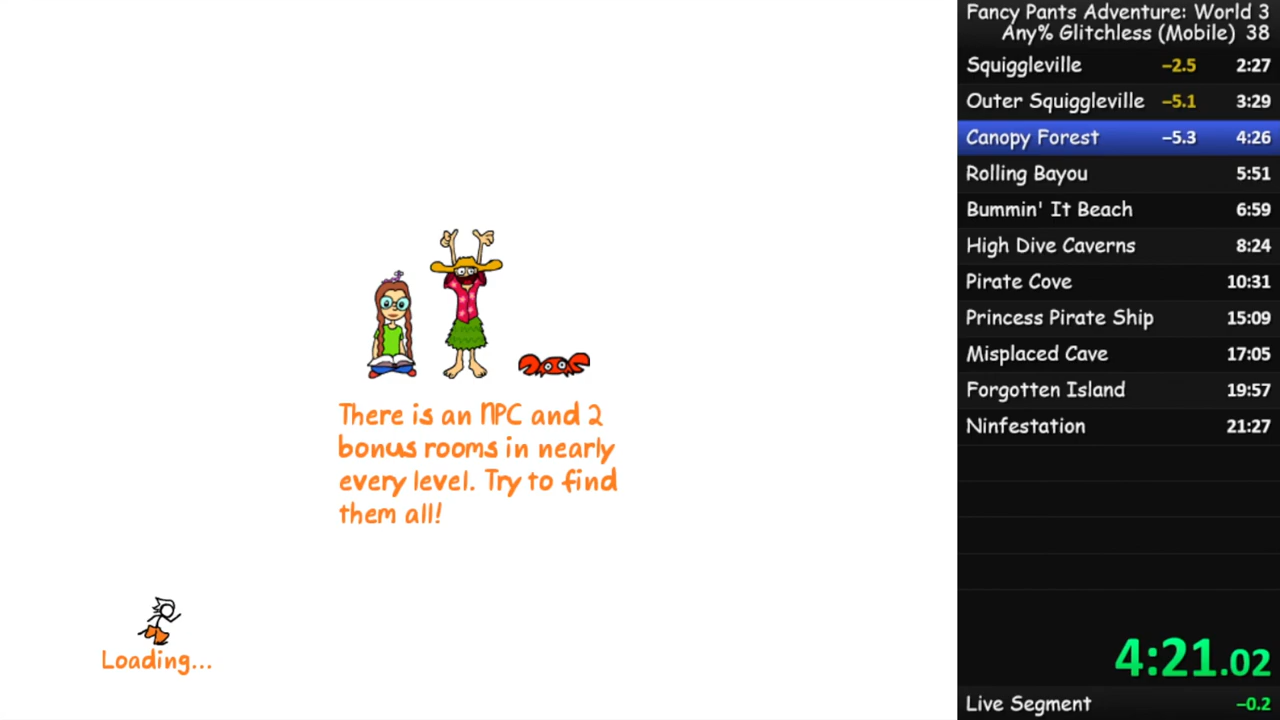 Fancy Pants Adventure: World 3
Any% Glitchless (Mobile) 38
Squiggleville −2.5 2:27
Outer Squiggleville −5.1 3:29
Canopy Forest −5.3 4:26
Rolling Bayou 5:51
Bummin' It Beach 6:59
High Dive Caverns 8:24
Pirate Cove 10:31
Princess Pirate Ship 15:09
Misplaced Cave 17:05
Forgotten Island 19:57
Ninfestation 21:27
There is an NPC and 2
bonus rooms in nearly
every level. Try to find
them all!
Loading...
4:21.02
Live Segment −0.2